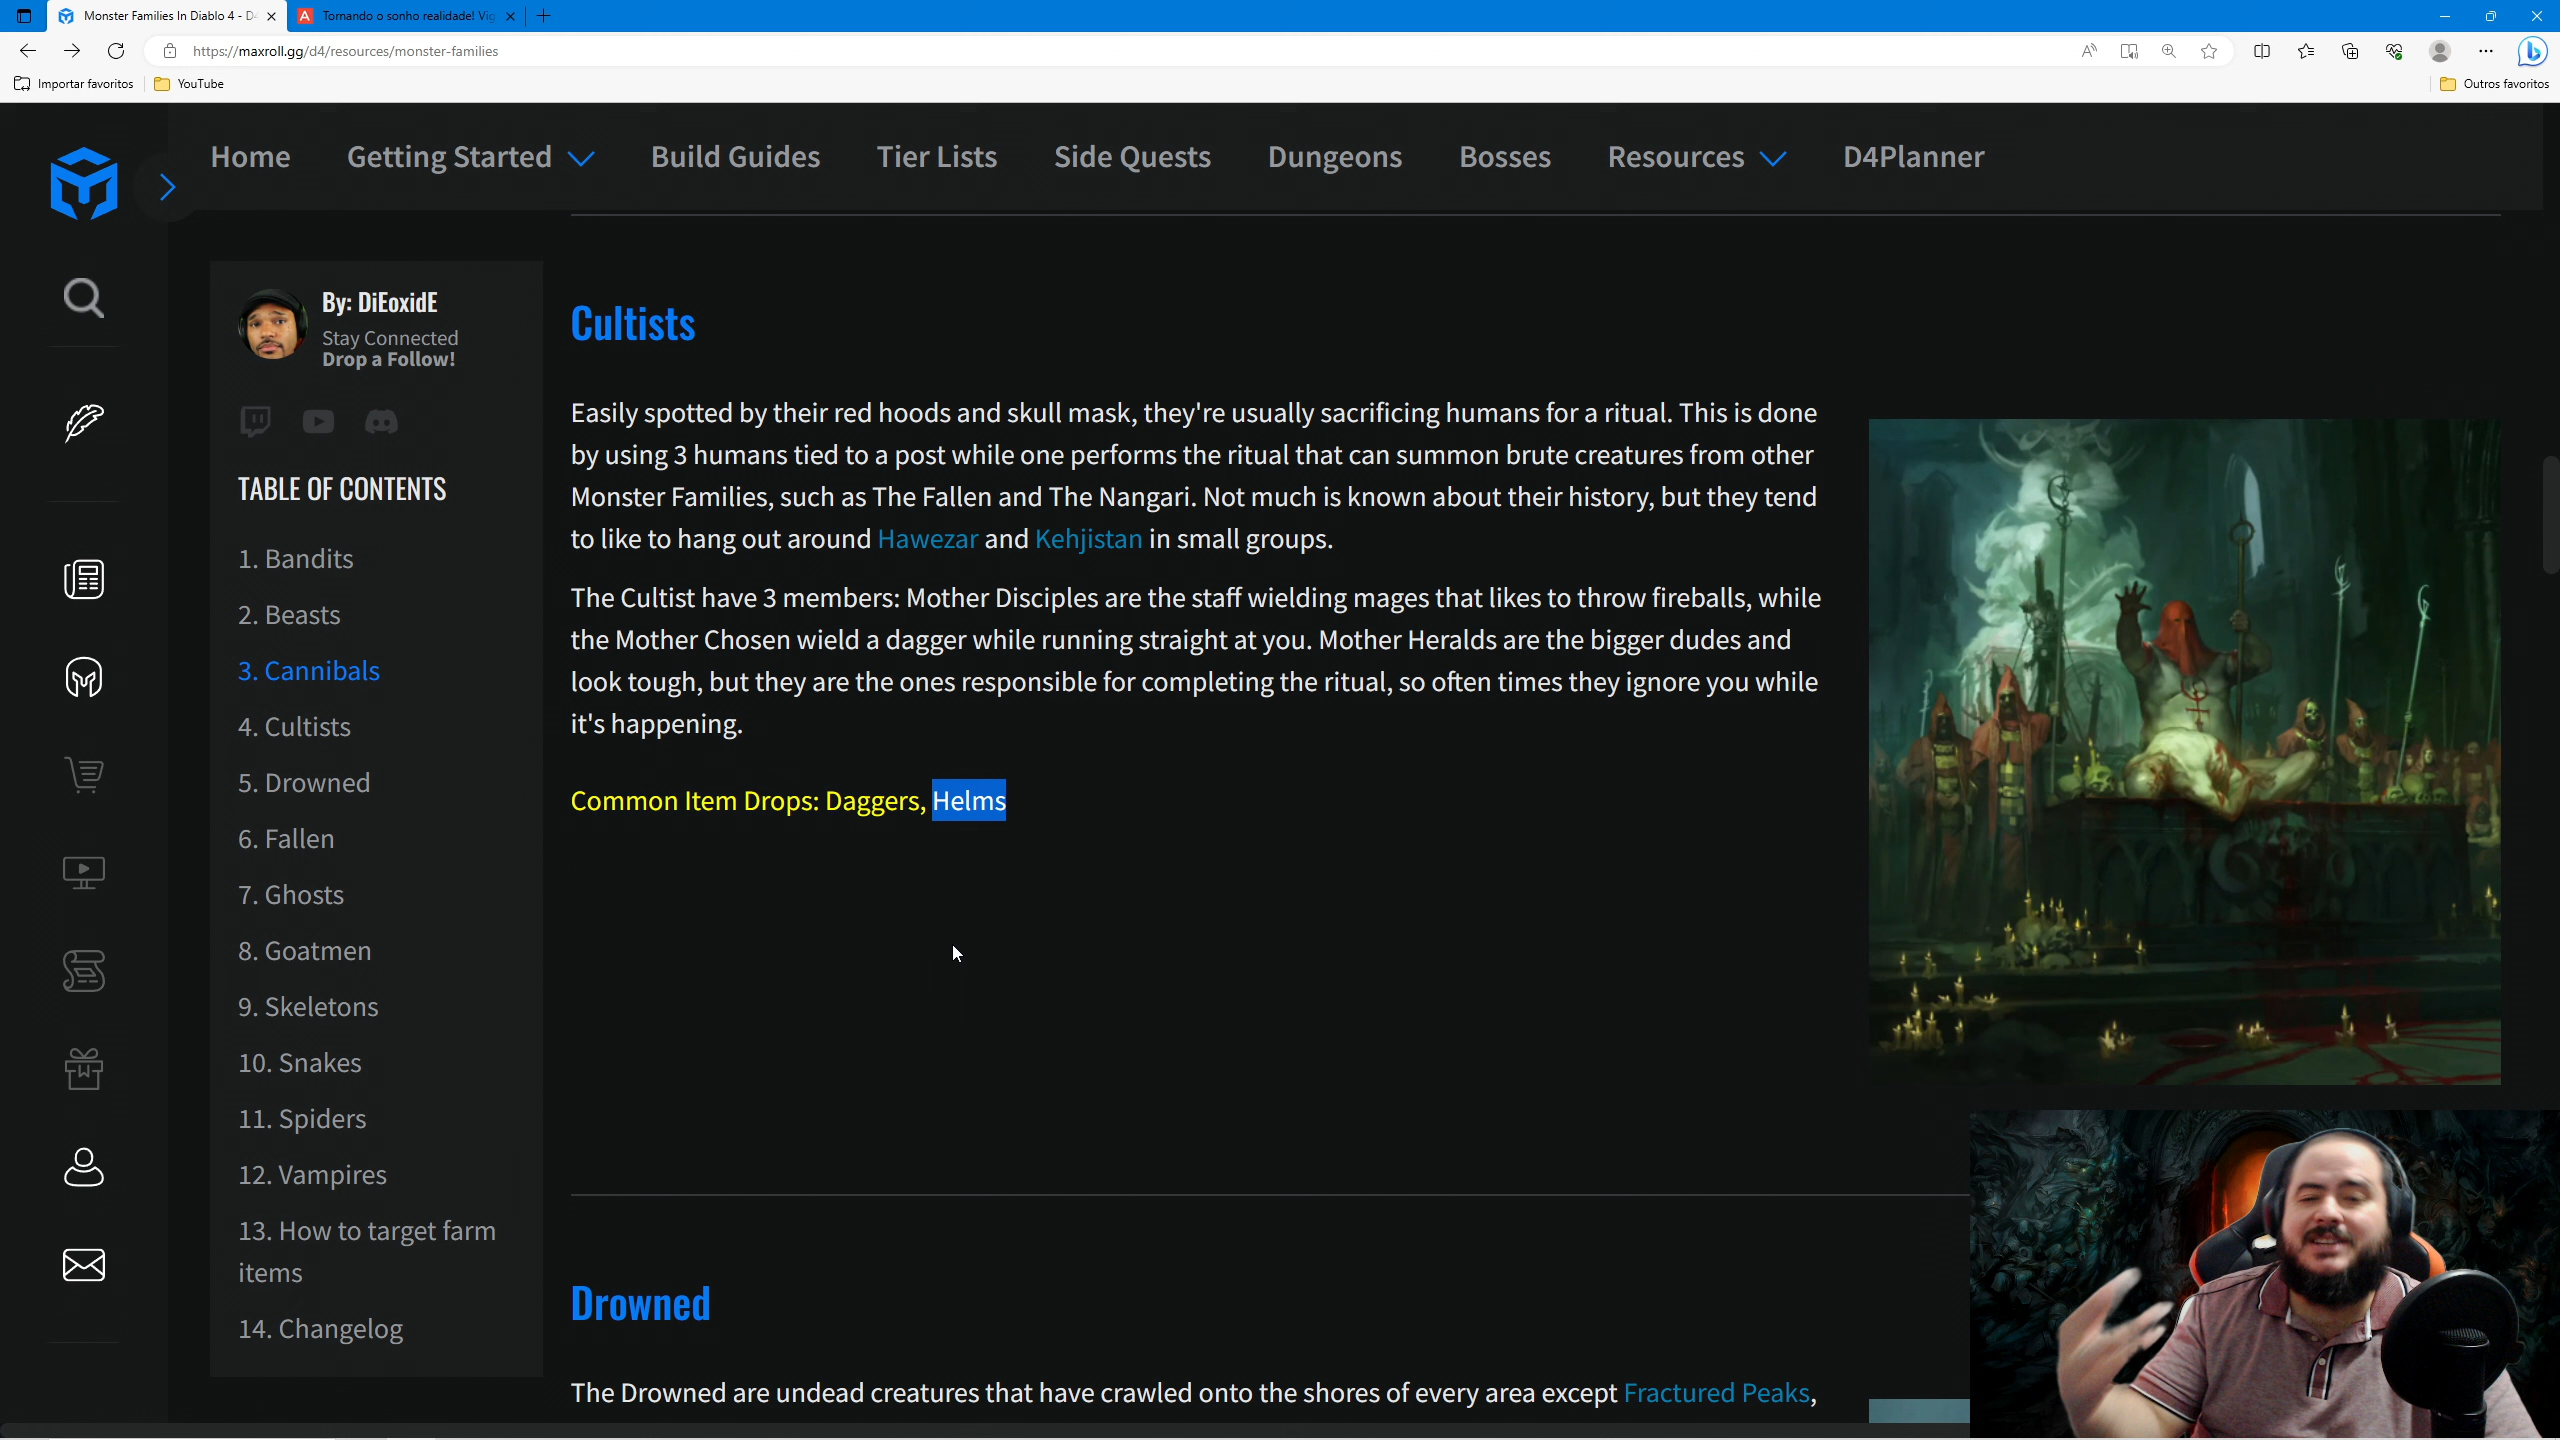 Monster Families In Diablo 4 - D4
Tornando o sonho realidade! Vig
https://maxroll.gg/d4/resources/monster-families
Importar favoritos
YouTube
Outros favoritos
Home
Getting Started
Build Guides
Tier Lists
Side Quests
Dungeons
Bosses
Resources
D4Planner
By: DiEoxidE
Stay Connected
Drop a Follow!
TABLE OF CONTENTS
1. Bandits
2. Beasts
3. Cannibals
4. Cultists
5. Drowned
6. Fallen
7. Ghosts
8. Goatmen
9. Skeletons
10. Snakes
11. Spiders
12. Vampires
13. How to target farm
items
14. Changelog
Cultists
Easily spotted by their red hoods and skull mask, they're usually sacrificing humans for a ritual. This is done
by using 3 humans tied to a post while one performs the ritual that can summon brute creatures from other
Monster Families, such as The Fallen and The Nangari. Not much is known about their history, but they tend
to like to hang out around Hawezar and Kehjistan in small groups.
The Cultist have 3 members: Mother Disciples are the staff wielding mages that likes to throw fireballs, while
the Mother Chosen wield a dagger while running straight at you. Mother Heralds are the bigger dudes and
look tough, but they are the ones responsible for completing the ritual, so often times they ignore you while
it's happening.
Common Item Drops: Daggers, Helms
Drowned
The Drowned are undead creatures that have crawled onto the shores of every area except Fractured Peaks,